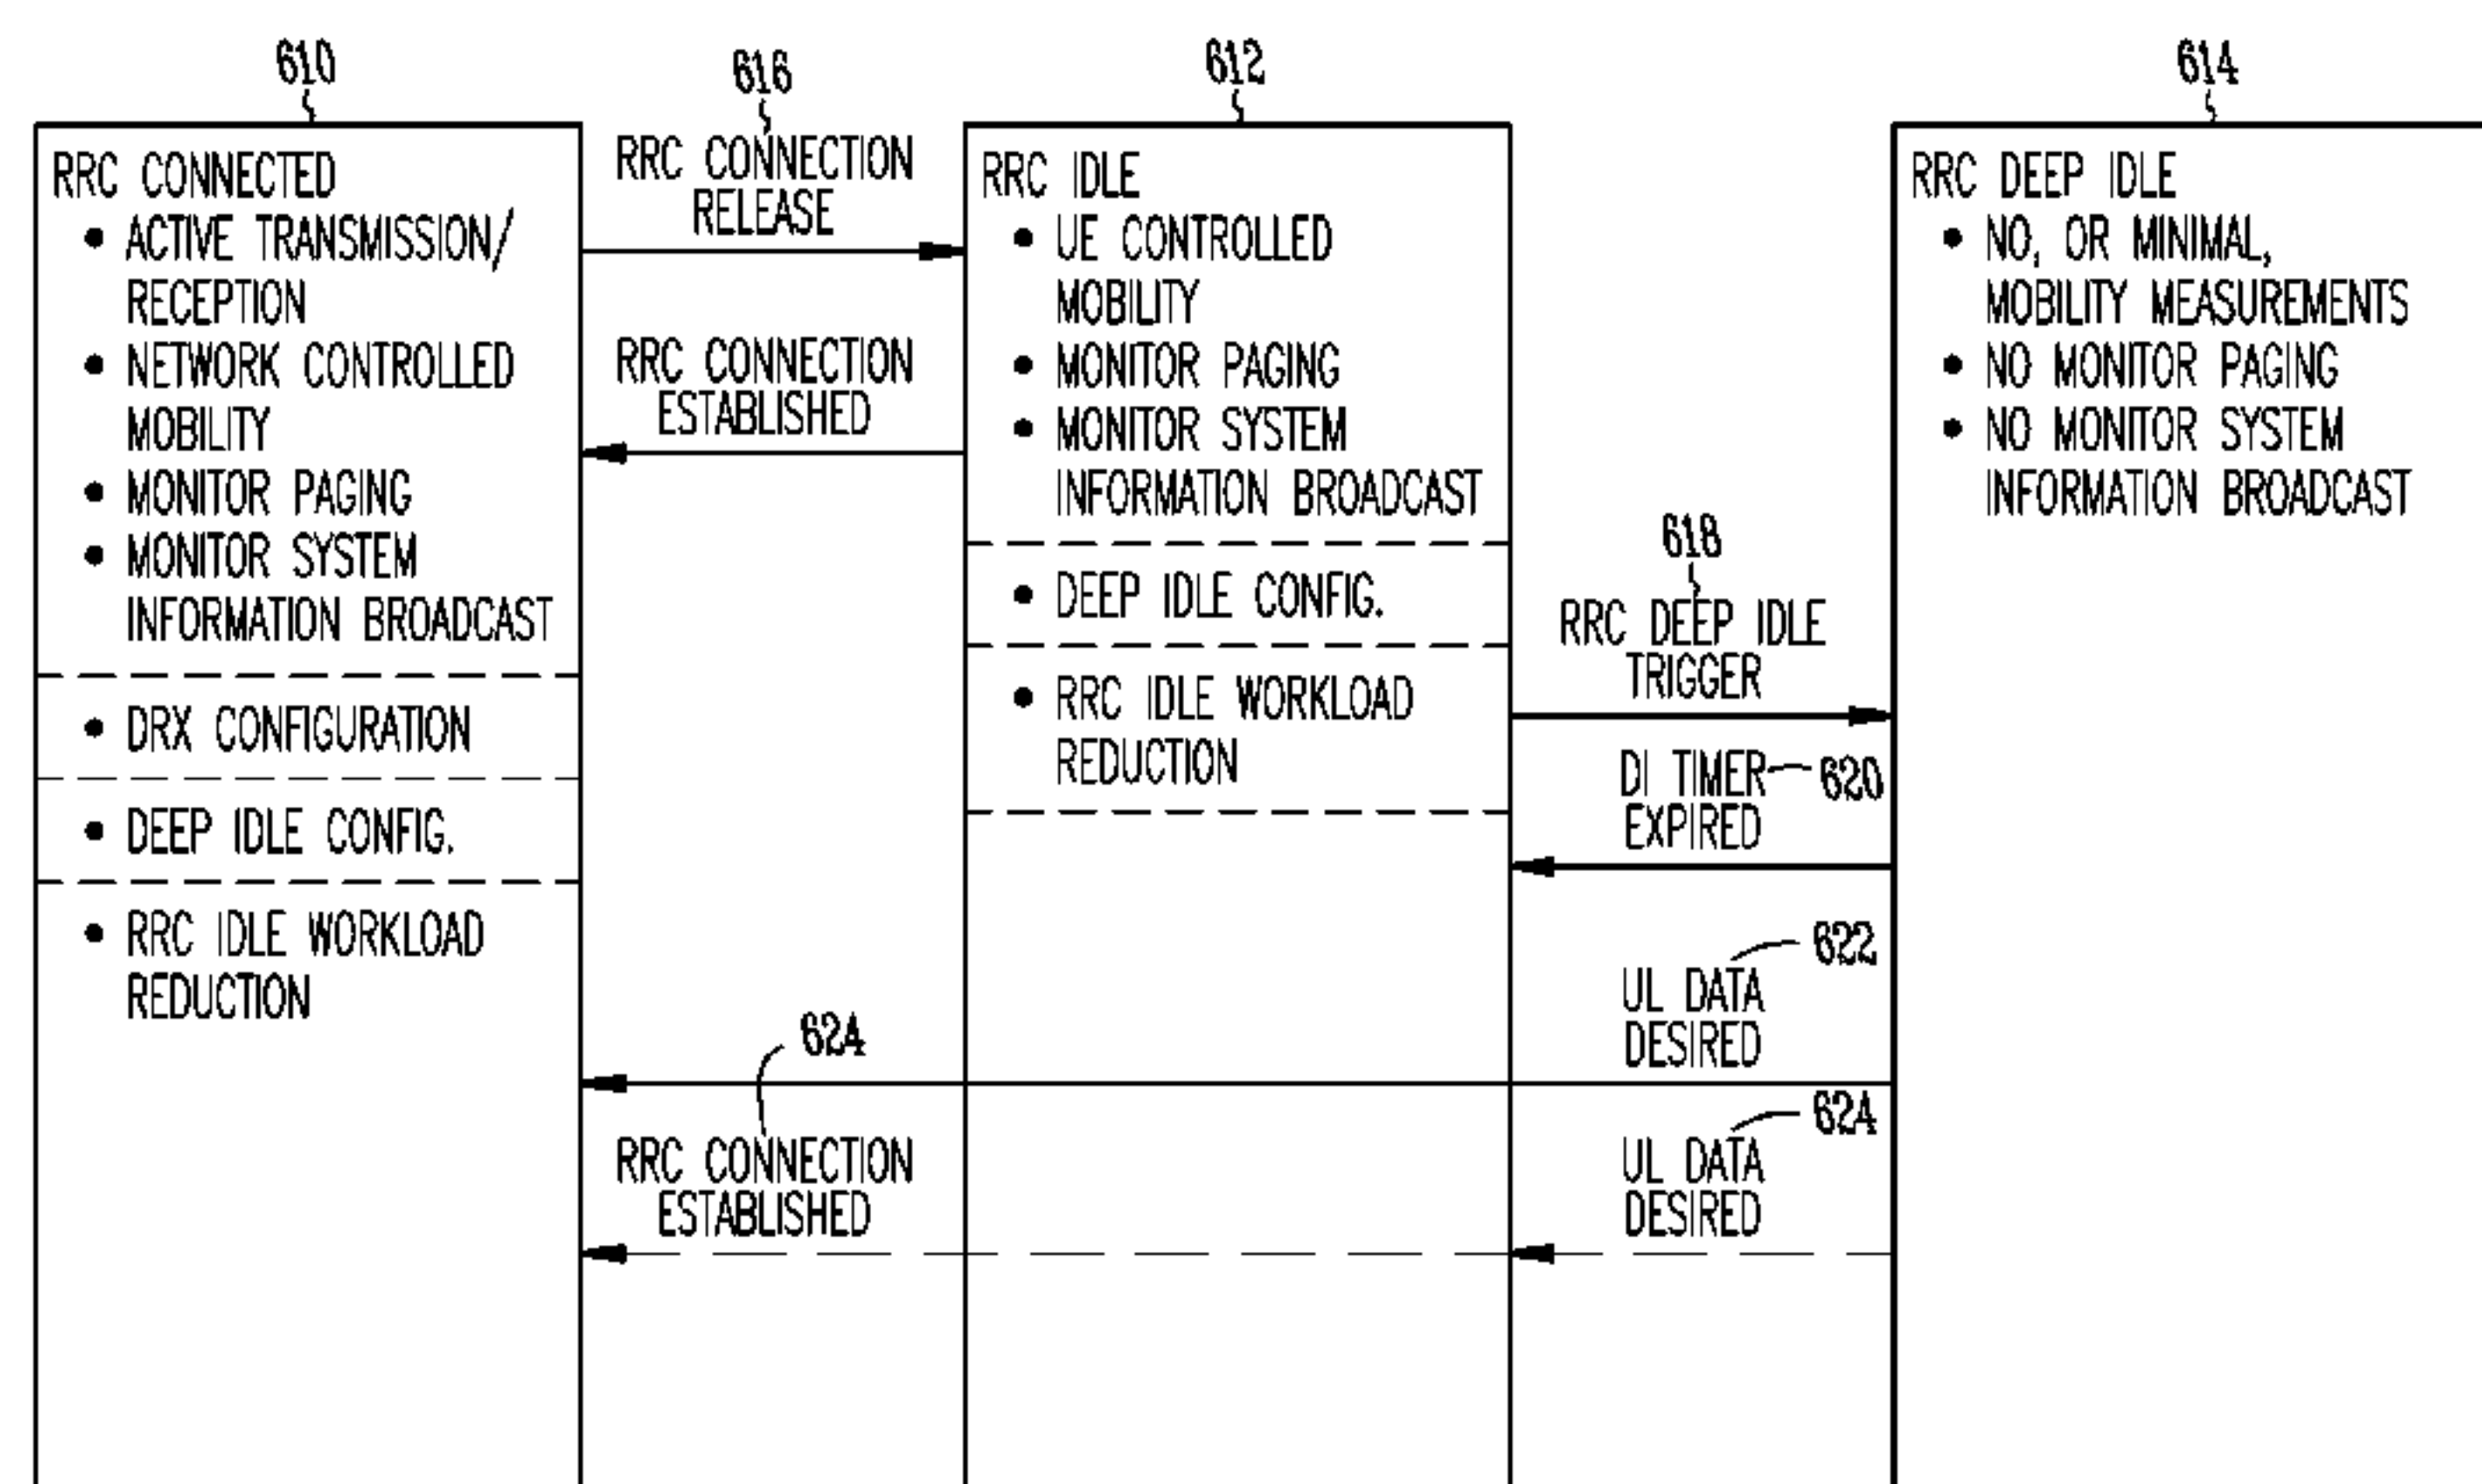 610
616
612
614
RRC CONNECTED
• ACTIVE TRANSMISSION/
RECEPTION
• NETWORK CONTROLLED
MOBILITY
• MONITOR PAGING
• MONITOR SYSTEM
INFORMATION BROADCAST
• DRX CONFIGURATION
• DEEP IDLE CONFIG.
• RRC IDLE WORKLOAD
REDUCTION
RRC CONNECTION
RELEASE
RRC CONNECTION
ESTABLISHED
624
RRC CONNECTION
ESTABLISHED
RRC IDLE
• UE CONTROLLED
MOBILITY
• MONITOR PAGING
• MONITOR SYSTEM
INFORMATION BROADCAST
• DEEP IDLE CONFIG.
• RRC IDLE WORKLOAD
REDUCTION
618
RRC DEEP IDLE
TRIGGER
DI TIMER 620
EXPIRED
622
UL DATA
DESIRED
624
UL DATA
DESIRED
RRC DEEP IDLE
• NO, OR MINIMAL,
MOBILITY MEASUREMENTS
• NO MONITOR PAGING
• NO MONITOR SYSTEM
INFORMATION BROADCAST